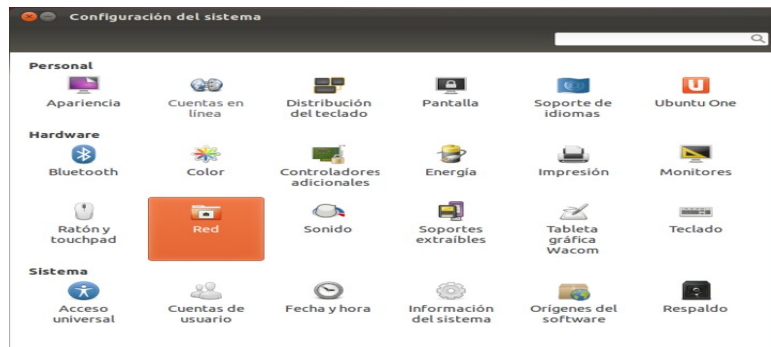 Configuración del sistema
Personal
Apariencia
Cuentas en
línea
Distribución
del teclado
Pantalla
Soporte de
idiomas
Ubuntu One
Hardware
Bluetooth
Color
Controladores
adicionales
Energía
Impresión
Monitores
Ratón y
touchpad
Red
Sonido
Soportes
extraíbles
Tableta
gráfica
Wacom
Teclado
Sistema
Acceso
universal
Cuentas de
usuario
Fecha y hora
Información
del sistema
Orígenes del
software
Respaldo